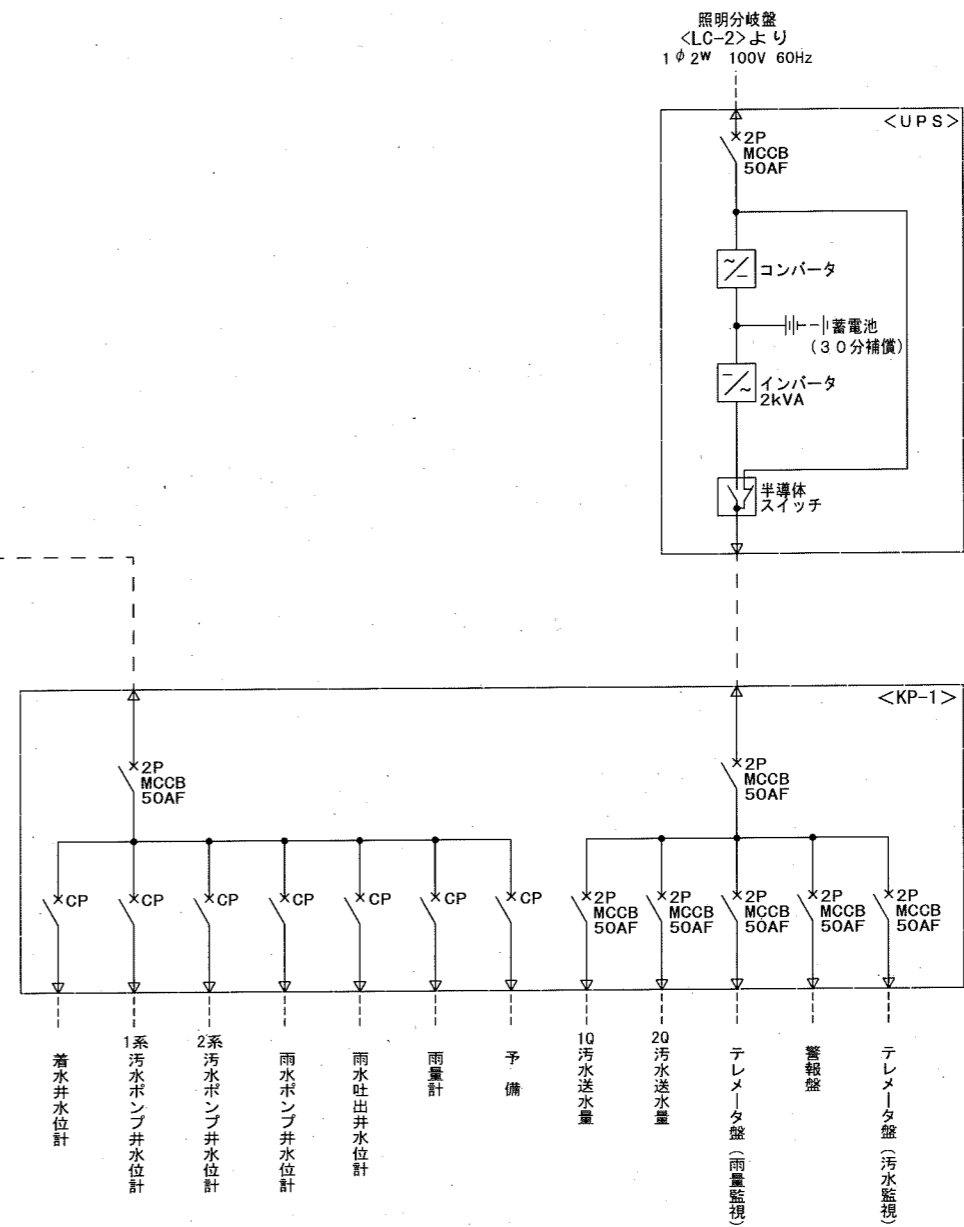 照明分岐盤
<LC-2>より
1φ2W 100V 60Hz
<UPS>
2P
MCCB
50AF
コンバータ
蓄電池
(30分補償)
インバータ
2kVA
半導体
スイッチ
<KP-1>
2P
MCCB
50AF
2P
MCCB
50AF
CP
CP
CP
CP
CP
CP
CP
2P
MCCB
50AF
2P
MCCB
50AF
2P
MCCB
50AF
2P
MCCB
50AF
2P
MCCB
50AF
着水井水位計
1系汚水ポンプ井水位計
2系汚水ポンプ井水位計
雨水ポンプ井水位計
雨水吐出井水位計
雨量計
予備
1Q汚水送水量
2Q汚水送水量
テレメータ盤(雨量監視)
警報盤
テレメータ盤(汚水監視)